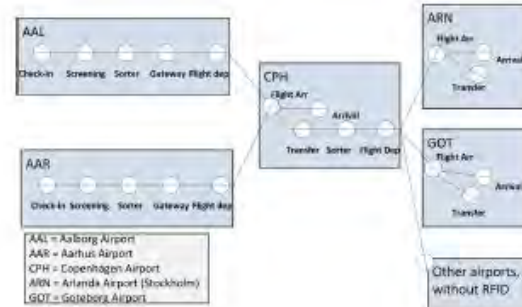 AAL
Check-in Screening Sorter Gateway Flight dep
AAR
Check-in Screening Sorter Gateway Flight dep
CPH
Flight Arr
Arrival
Transfer Sorter Flight Dep
ARN
Flight Arr
Arrival
Transfer
GOT
Flight Arr
Arrival
Transfer
Other airports,
without RFID
AAL = Aalborg Airport
AAR = Aarhus Airport
CPH = Copenhagen Airport
ARN = Arlanda Airport (Stockholm)
GOT = Goteborg Airport